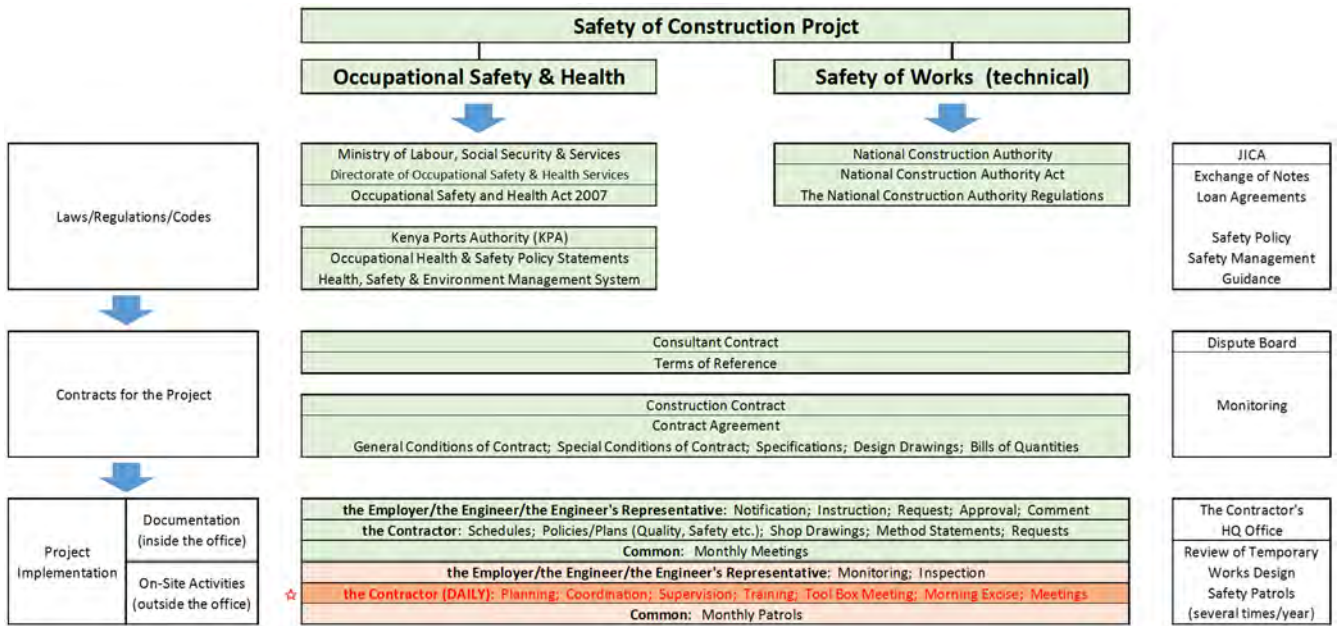 Safety of Construction Projct
Occupational Safety & Health
Safety of Works (technical)
Laws/Regulations/Codes
Ministry of Labour, Social Security & Services
Directorate of Occupational Safety & Health Services
Occupational Safety and Health Act 2007
Kenya Ports Authority (KPA)
Occupational Health & Safety Policy Statements
Health, Safety & Environment Management System
National Construction Authority
National Construction Authority Act
The National Construction Authority Regulations
JICA
Exchange of Notes
Loan Agreements
Safety Policy
Safety Management
Guidance
Contracts for the Project
Consultant Contract
Terms of Reference
Construction Contract
Contract Agreement
General Conditions of Contract; Special Conditions of Contract; Specifications; Design Drawings; Bills of Quantities
Dispute Board
Monitoring
Project
Implementation
Documentation
(inside the office)
On-Site Activities
(outside the office)
the Employer/the Engineer/the Engineer's Representative: Notification; Instruction; Request; Approval; Comment
the Contractor: Schedules; Policies/Plans (Quality, Safety etc.); Shop Drawings; Method Statements; Requests
Common: Monthly Meetings
the Employer/the Engineer/the Engineer's Representative: Monitoring; Inspection
☆ the Contractor (DAILY): Planning; Coordination; Supervision; Training; Tool Box Meeting; Morning Excise; Meetings
Common: Monthly Patrols
The Contractor's
HQ Office
Review of Temporary
Works Design
Safety Patrols
(several times/year)